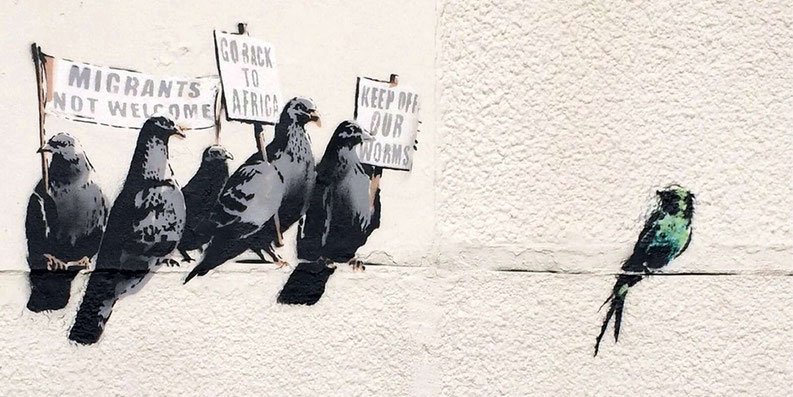 MIGRANTS
NOT WELCOME
GO BACK
TO
AFRICA
KEEP OFF
OUR
WORMS